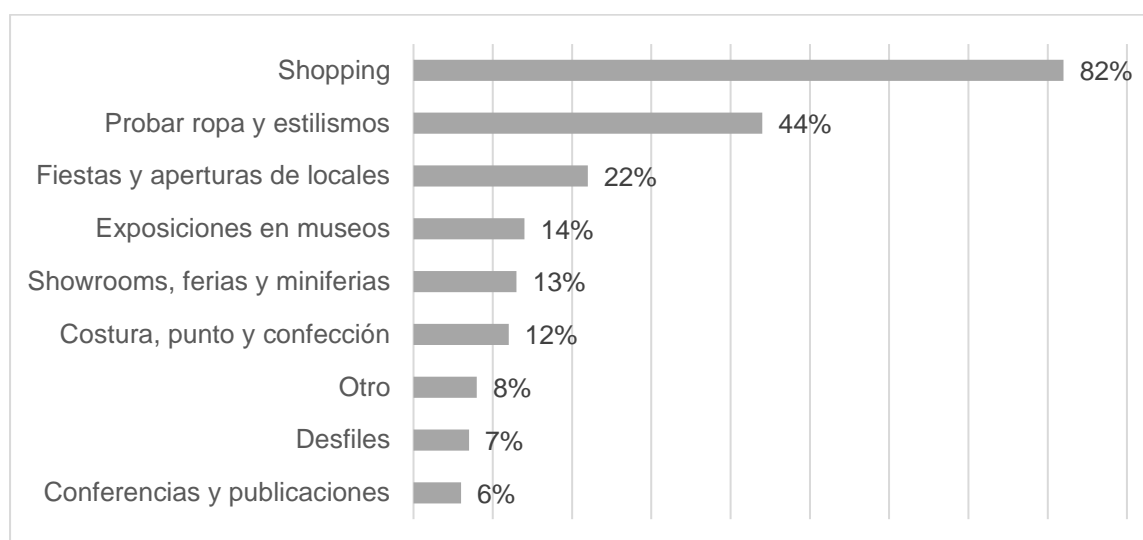 Shopping 82%
Probar ropa y estilismos 44%
Fiestas y aperturas de locales 22%
Exposiciones en museos 14%
Showrooms, ferias y miniferias 13%
Costura, punto y confección 12%
Otro 8%
Desfiles 7%
Conferencias y publicaciones 6%